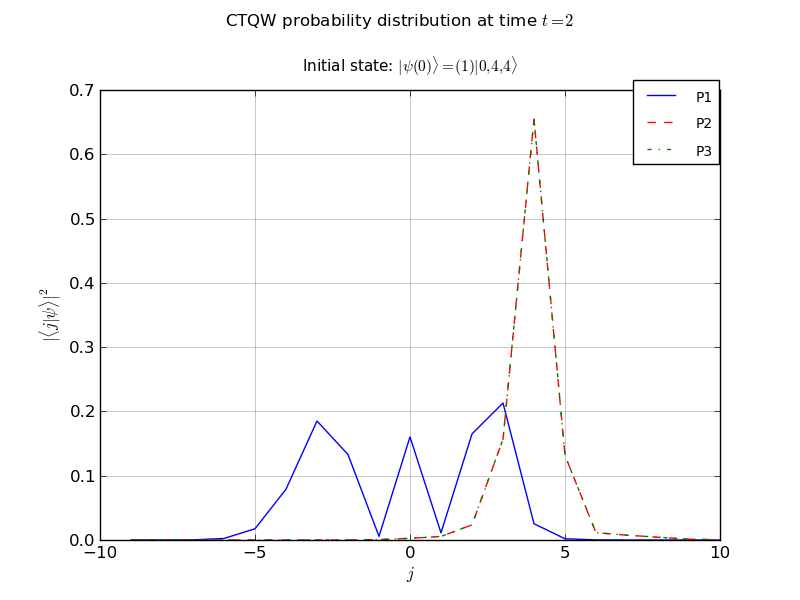 CTQW probability distribution at time t=2
Initial state: |ψ(0)⟩=(1)|0,4,4⟩
0.7
P1
P2
0.6
P3
0.5
0.4
|⟨j|ψ⟩|²
0.3
0.2
0.1
0.0
−10 −5 0 5 10
j